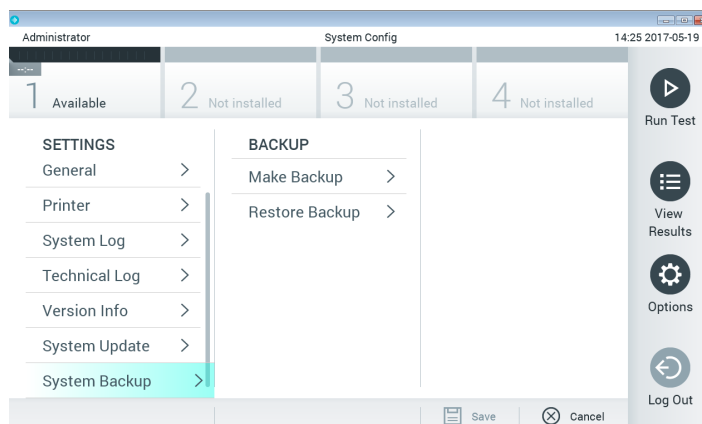 Administrator System Config 14:25 2017-05-19
--:--
1 Available 2 Not installed 3 Not installed 4 Not installed
Run Test
SETTINGS
General
Printer
System Log
Technical Log
Version Info
System Update
System Backup
BACKUP
Make Backup
Restore Backup
View
Results
Options
Log Out
Save Cancel